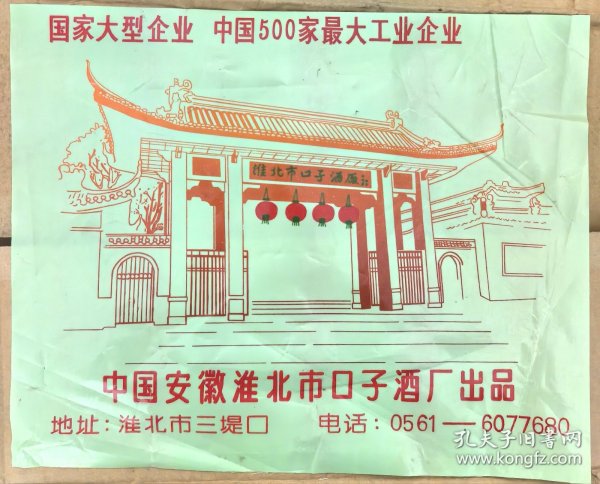 国家大型企业 中国500家最大工业企业
淮北市口子酒厂
中国安徽淮北市口子酒厂出品
地址:淮北市三堤口 电话:0561—6077680
孔夫子旧书网
www.kongfz.com